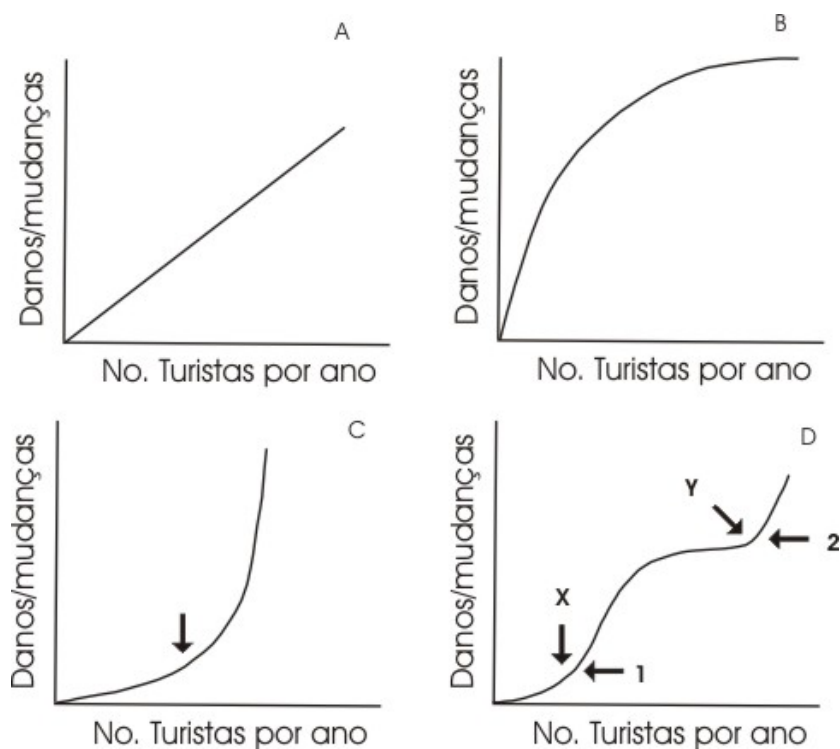 A
Danos/mudanças
No. Turistas por ano
B
Danos/mudanças
No. Turistas por ano
C
Danos/mudanças
No. Turistas por ano
D
Danos/mudanças
Y
2
X
1
No. Turistas por ano